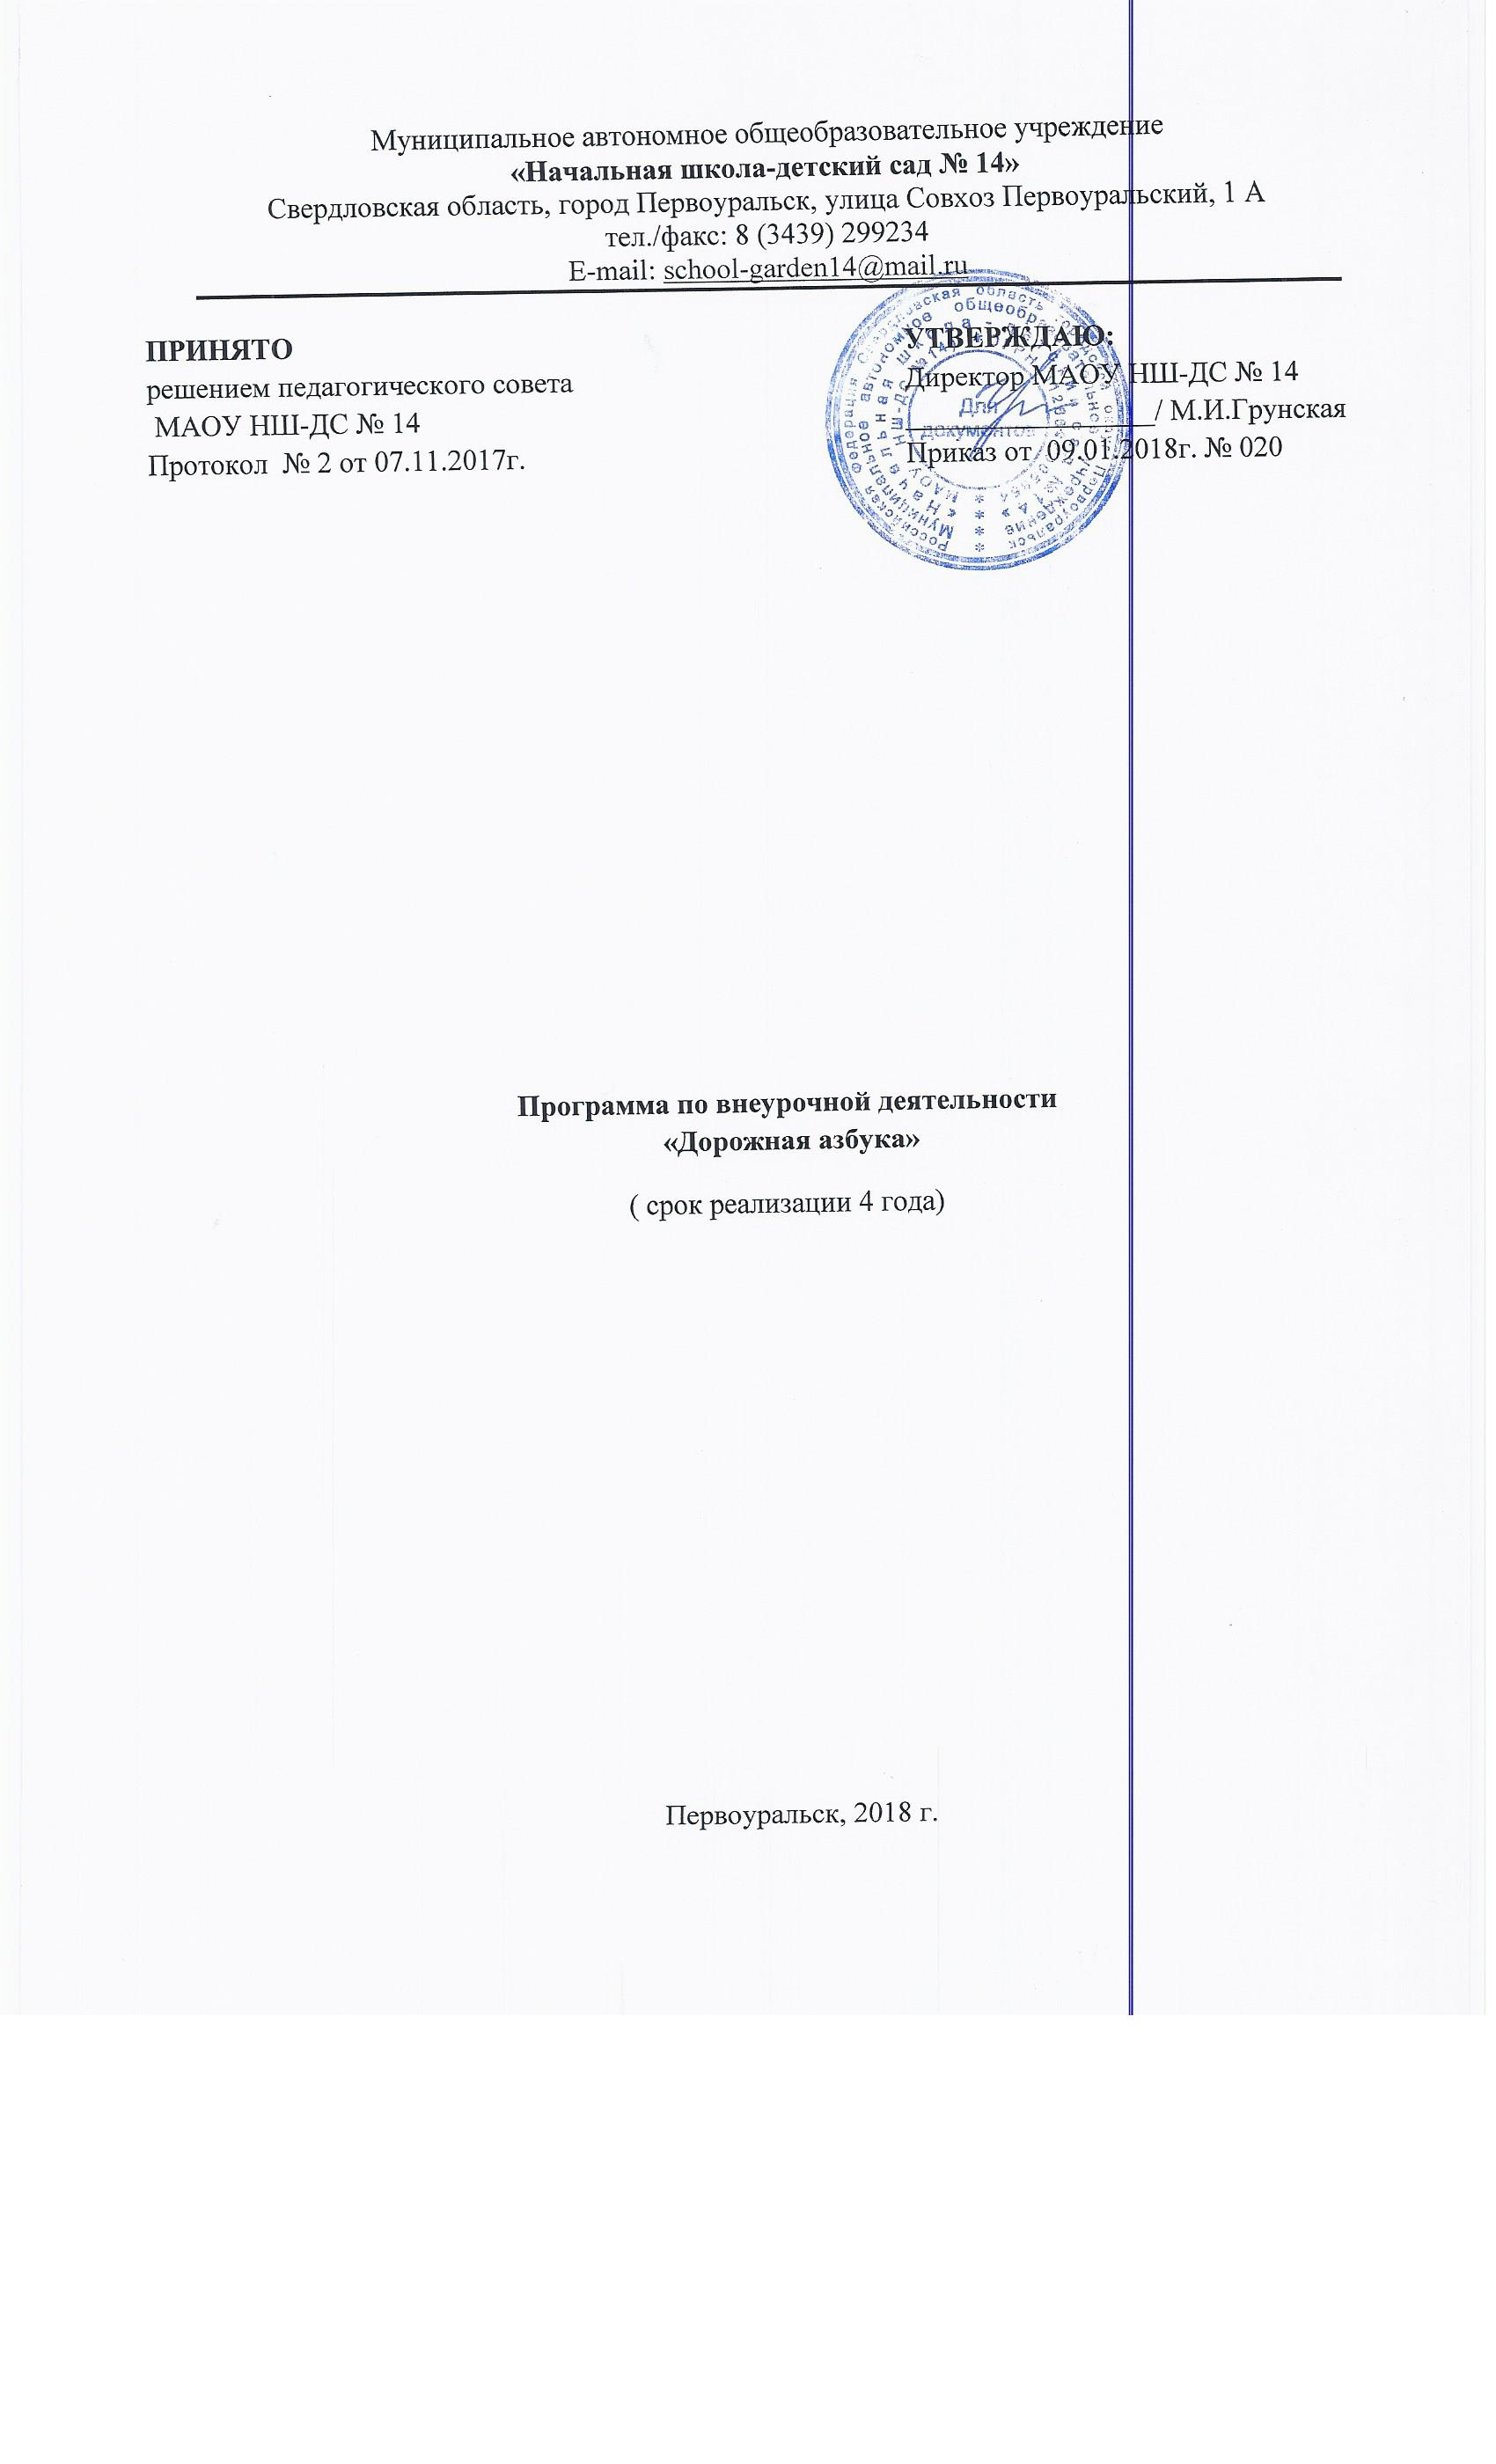 Муниципальное автономное общеобразовательное учреждение
«Начальная школа-детский сад № 14»
Свердловская область, город Первоуральск, улица Совхоз Первоуральский, 1 А
тел./факс: 8 (3439) 299234
E-mail: school-garden14@mail.ru
ПРИНЯТО
решением педагогического совета
МАОУ НШ-ДС № 14
Протокол № 2 от 07.11.2017г.
УТВЕРЖДАЮ:
Директор МАОУ НШ-ДС № 14
/ М.И.Грунская
Приказ от 09.01.2018г. № 020
Для
документов
Программа по внеурочной деятельности
«Дорожная азбука»
( срок реализации 4 года)
Первоуральск, 2018 г.